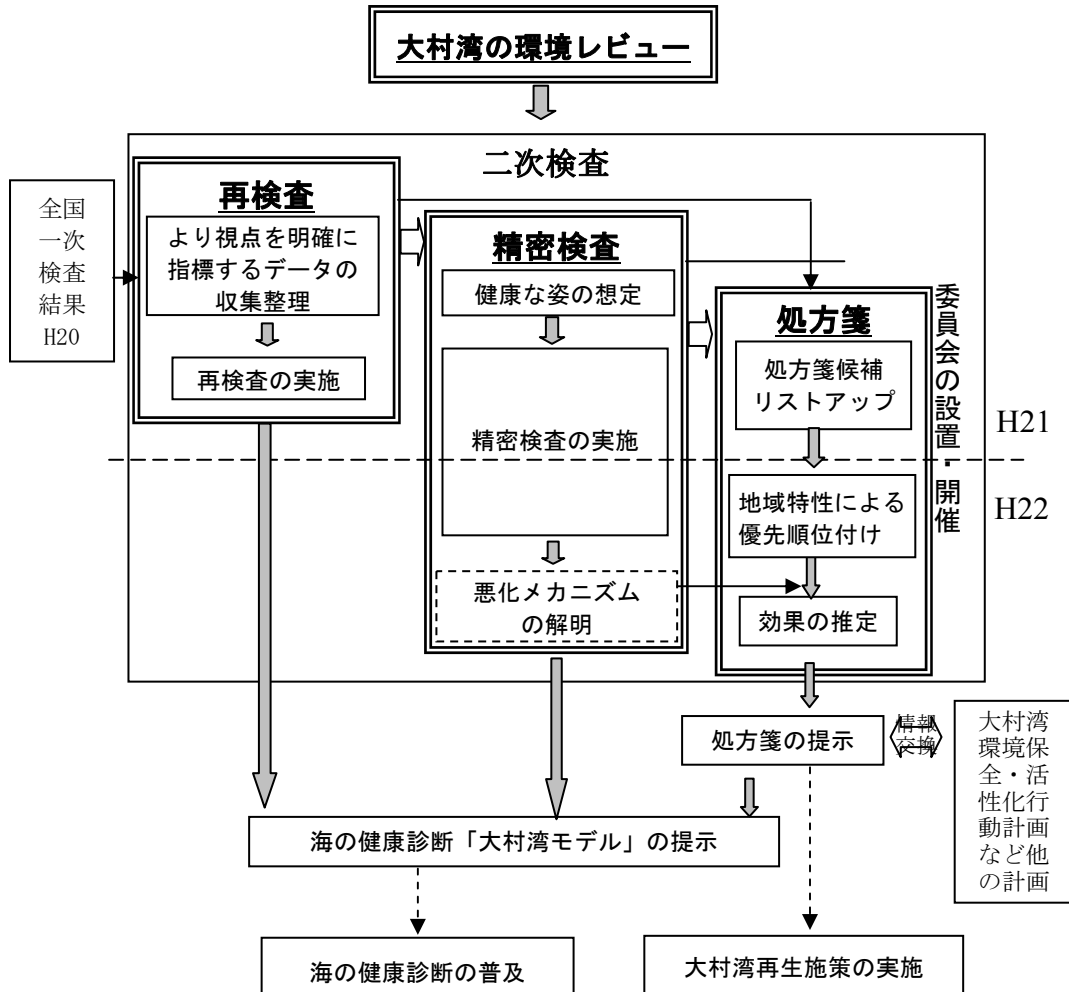 大村湾の環境レビュー
二次検査
全国
一次
検査
結果
H20
再検査
より視点を明確に
指標するデータの
収集整理
再検査の実施
精密検査
健康な姿の想定
精密検査の実施
悪化メカニズム
の解明
処方箋
処方箋候補
リストアップ
地域特性による
優先順位付け
効果の推定
委員会の設置・開催
H21
H22
処方箋の提示
情報
交換
大村湾
環境保
全・活
性化行
動計画
など他
の計画
海の健康診断「大村湾モデル」の提示
海の健康診断の普及
大村湾再生施策の実施